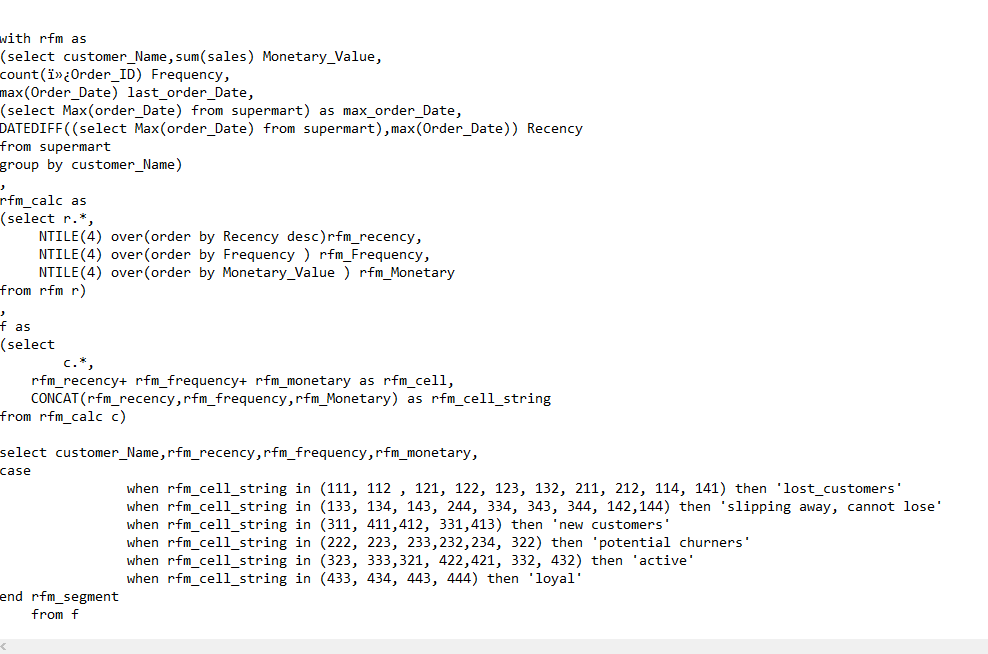 with rfm as
(select customer_Name,sum(sales) Monetary_Value,
count(ï»¿Order_ID) Frequency,
max(Order_Date) last_order_Date,
(select Max(order_Date) from supermart) as max_order_Date,
DATEDIFF((select Max(order_Date) from supermart),max(Order_Date)) Recency
from supermart
group by customer_Name)
,
rfm_calc as
(select r.*,
NTILE(4) over(order by Recency desc)rfm_recency,
NTILE(4) over(order by Frequency ) rfm_Frequency,
NTILE(4) over(order by Monetary_Value ) rfm_Monetary
from rfm r)
,
f as
(select
c.*,
rfm_recency+ rfm_frequency+ rfm_monetary as rfm_cell,
CONCAT(rfm_recency,rfm_frequency,rfm_Monetary) as rfm_cell_string
from rfm_calc c)
select customer_Name,rfm_recency,rfm_frequency,rfm_monetary,
case
when rfm_cell_string in (111, 112 , 121, 122, 123, 132, 211, 212, 114, 141) then 'lost_customers'
when rfm_cell_string in (133, 134, 143, 244, 334, 343, 344, 142,144) then 'slipping away, cannot lose'
when rfm_cell_string in (311, 411,412, 331,413) then 'new customers'
when rfm_cell_string in (222, 223, 233,232,234, 322) then 'potential churners'
when rfm_cell_string in (323, 333,321, 422,421, 332, 432) then 'active'
when rfm_cell_string in (433, 434, 443, 444) then 'loyal'
end rfm_segment
from f